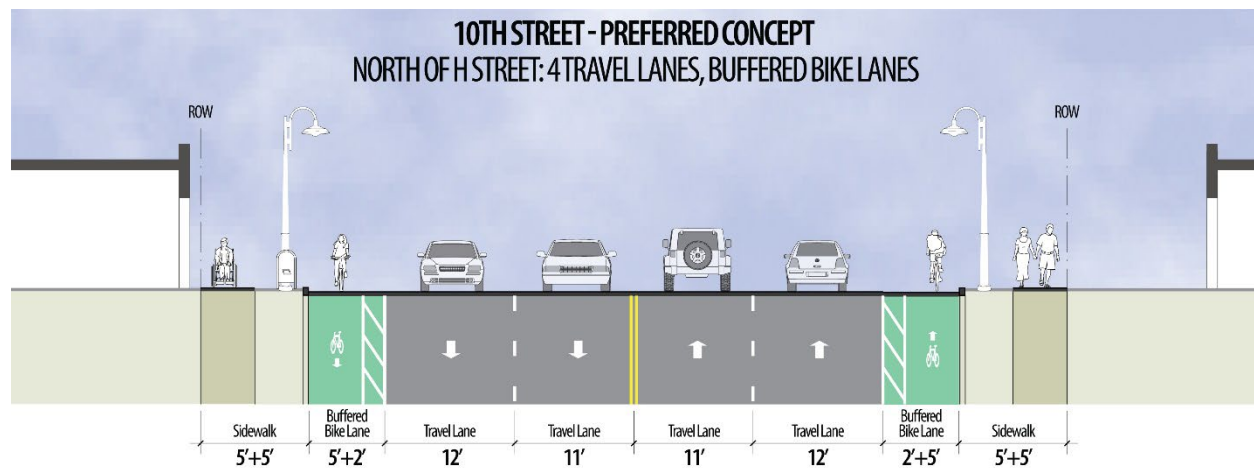 10TH STREET - PREFERRED CONCEPT
NORTH OF H STREET: 4 TRAVEL LANES, BUFFERED BIKE LANES
ROW
ROW
Sidewalk
5'+5'
Buffered
Bike Lane
5'+2'
Travel Lane
12'
Travel Lane
11'
Travel Lane
11'
Travel Lane
12'
Buffered
Bike Lane
2'+5'
Sidewalk
5'+5'